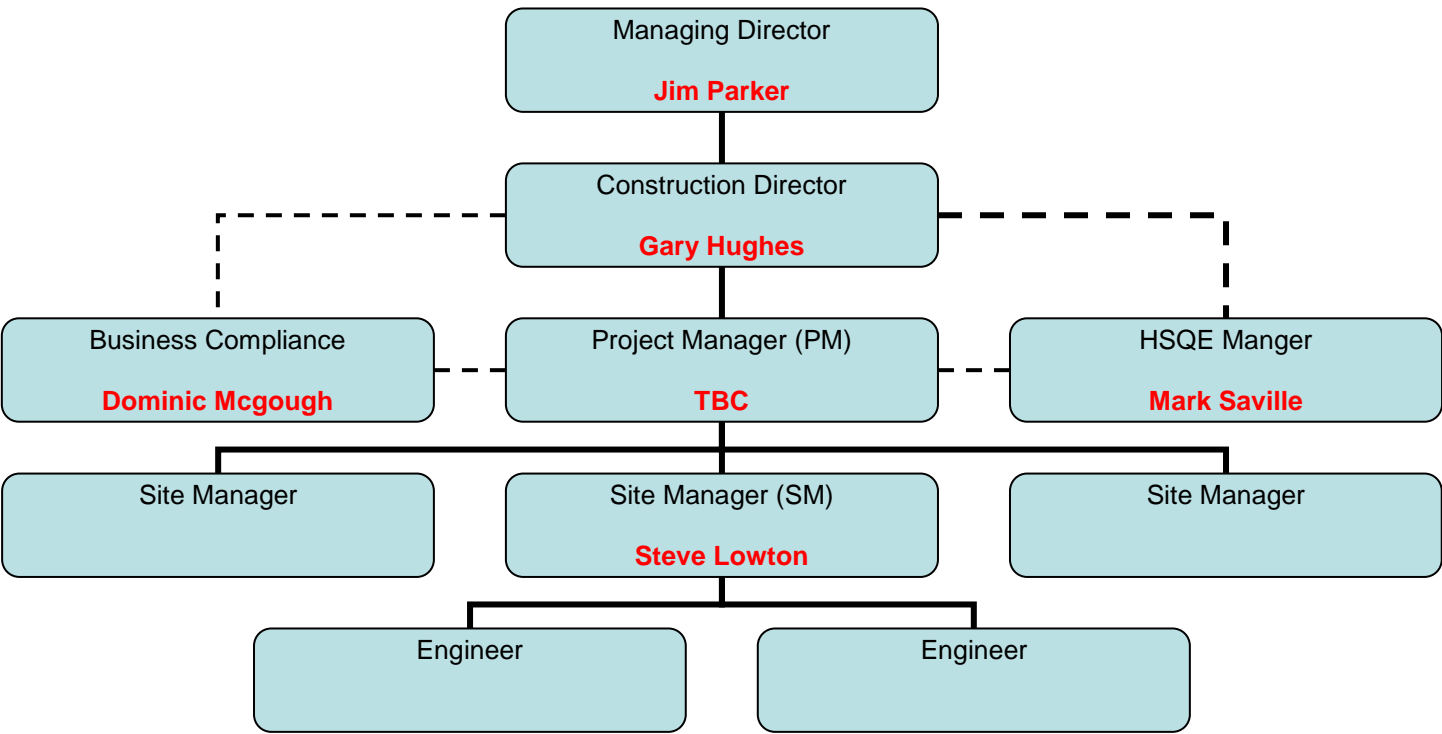 Managing Director
Jim Parker
Construction Director
Gary Hughes
Business Compliance
Dominic Mcgough
Project Manager (PM)
TBC
HSQE Manger
Mark Saville
Site Manager
Site Manager (SM)
Steve Lowton
Site Manager
Engineer
Engineer